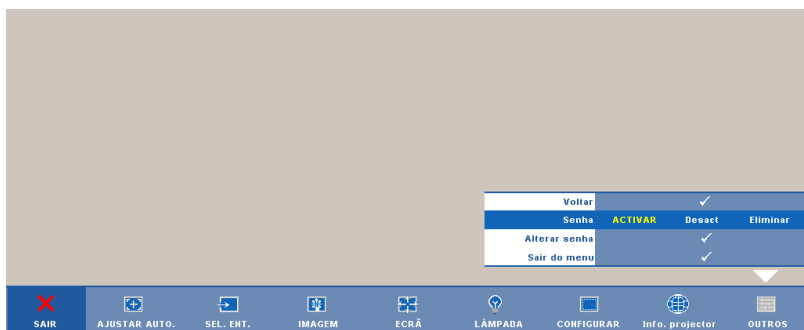 Voltar
Senha ACTIVAR Desact Eliminar
Alterar senha
Sair do menu
SAIR AJUSTAR AUTO. SEL. ENT. IMAGEM ECRÃ LÂMPADA CONFIGURAR Info. projector OUTROS